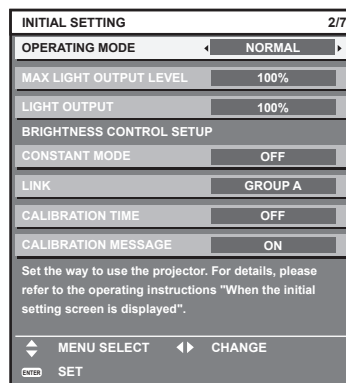 INITIAL SETTING 2/7
OPERATING MODE NORMAL
MAX LIGHT OUTPUT LEVEL 100%
LIGHT OUTPUT 100%
BRIGHTNESS CONTROL SETUP
CONSTANT MODE OFF
LINK GROUP A
CALIBRATION TIME OFF
CALIBRATION MESSAGE ON
Set the way to use the projector. For details, please
refer to the operating instructions "When the initial
setting screen is displayed".
MENU SELECT CHANGE
ENTER SET